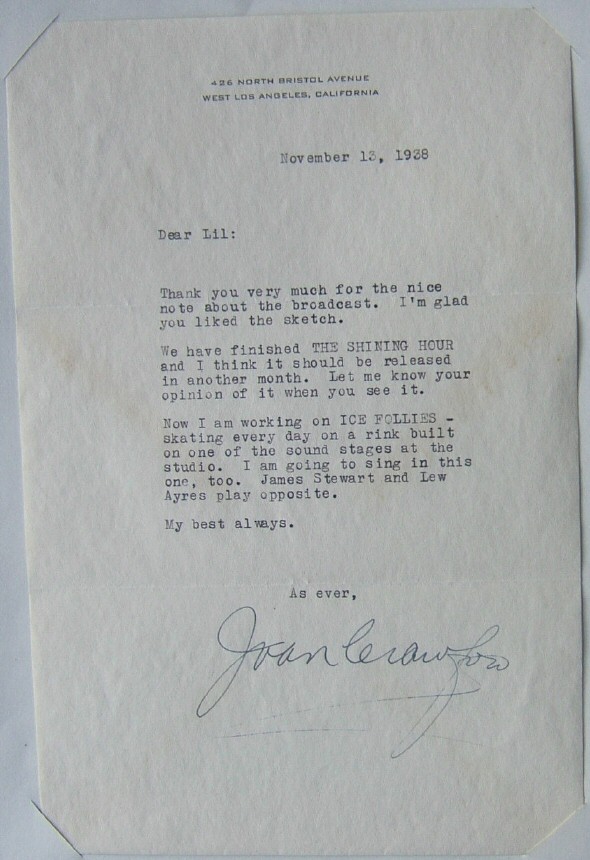 426 NORTH BRISTOL AVENUE
WEST LOS ANGELES, CALIFORNIA
November 13, 1938
Dear Lil:
Thank you very much for the nice
note about the broadcast. I'm glad
you liked the sketch.
We have finished THE SHINING HOUR
and I think it should be released
in another month. Let me know your
opinion of it when you see it.
Now I am working on ICE FOLLIES -
skating every day on a rink built
on one of the sound stages at the
studio. I am going to sing in this
one, too. James Stewart and Lew
Ayres play opposite.
My best always.
As ever,
Joan Crawford